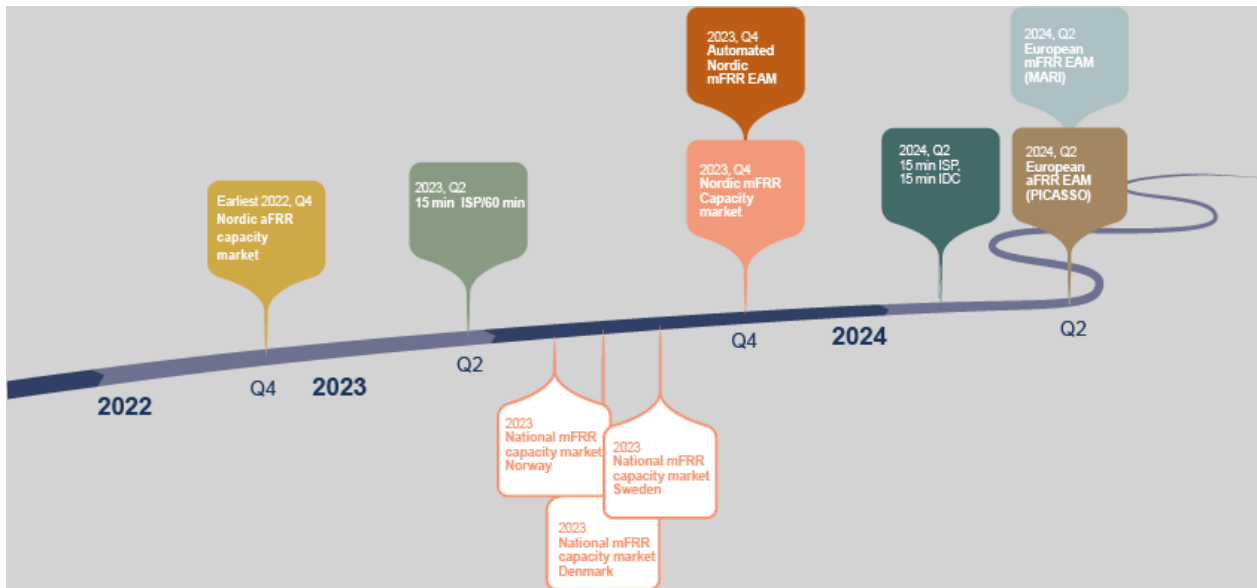 2023, Q4
Automated
Nordic
mFRR EAM
2024, Q2
European
mFRR EAM
(MARI)
Earliest 2022, Q4
Nordic aFRR
capacity
market
2023, Q2
15 min ISP/60 min
2023, Q4
Nordic mFRR
Capacity
market
2024, Q2
15 min ISP,
15 min IDC
2024, Q2
European
aFRR EAM
(PICASSO)
2022
Q4
2023
Q2
Q4
2024
Q2
2023
National mFRR
capacity market
Norway
2023
National mFRR
capacity market
Sweden
2023
National mFRR
capacity market
Denmark